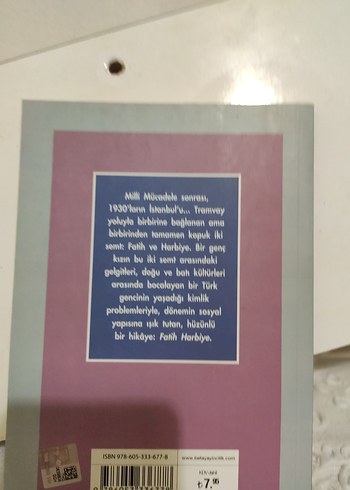 Milli Mücadele sonrası,
1930'ların İstanbul'u... Tramvay
yoluyla birbirine bağlanan ama
birbirinden tamamen kopuk iki
semt: Fatih ve Harbiye. Bir genç
kızın bu iki semt arasındaki
gelgitleri, doğu ve batı kültürleri
arasında bocalayan bir Türk
gencinin yaşadığı kimlik
problemleriyle, dönemin sosyal
yapısına ışık tutan, hüzünlü
bir hikâye: Fatih Harbiye.
ISBN 978-605-333-677-8
₺7.95